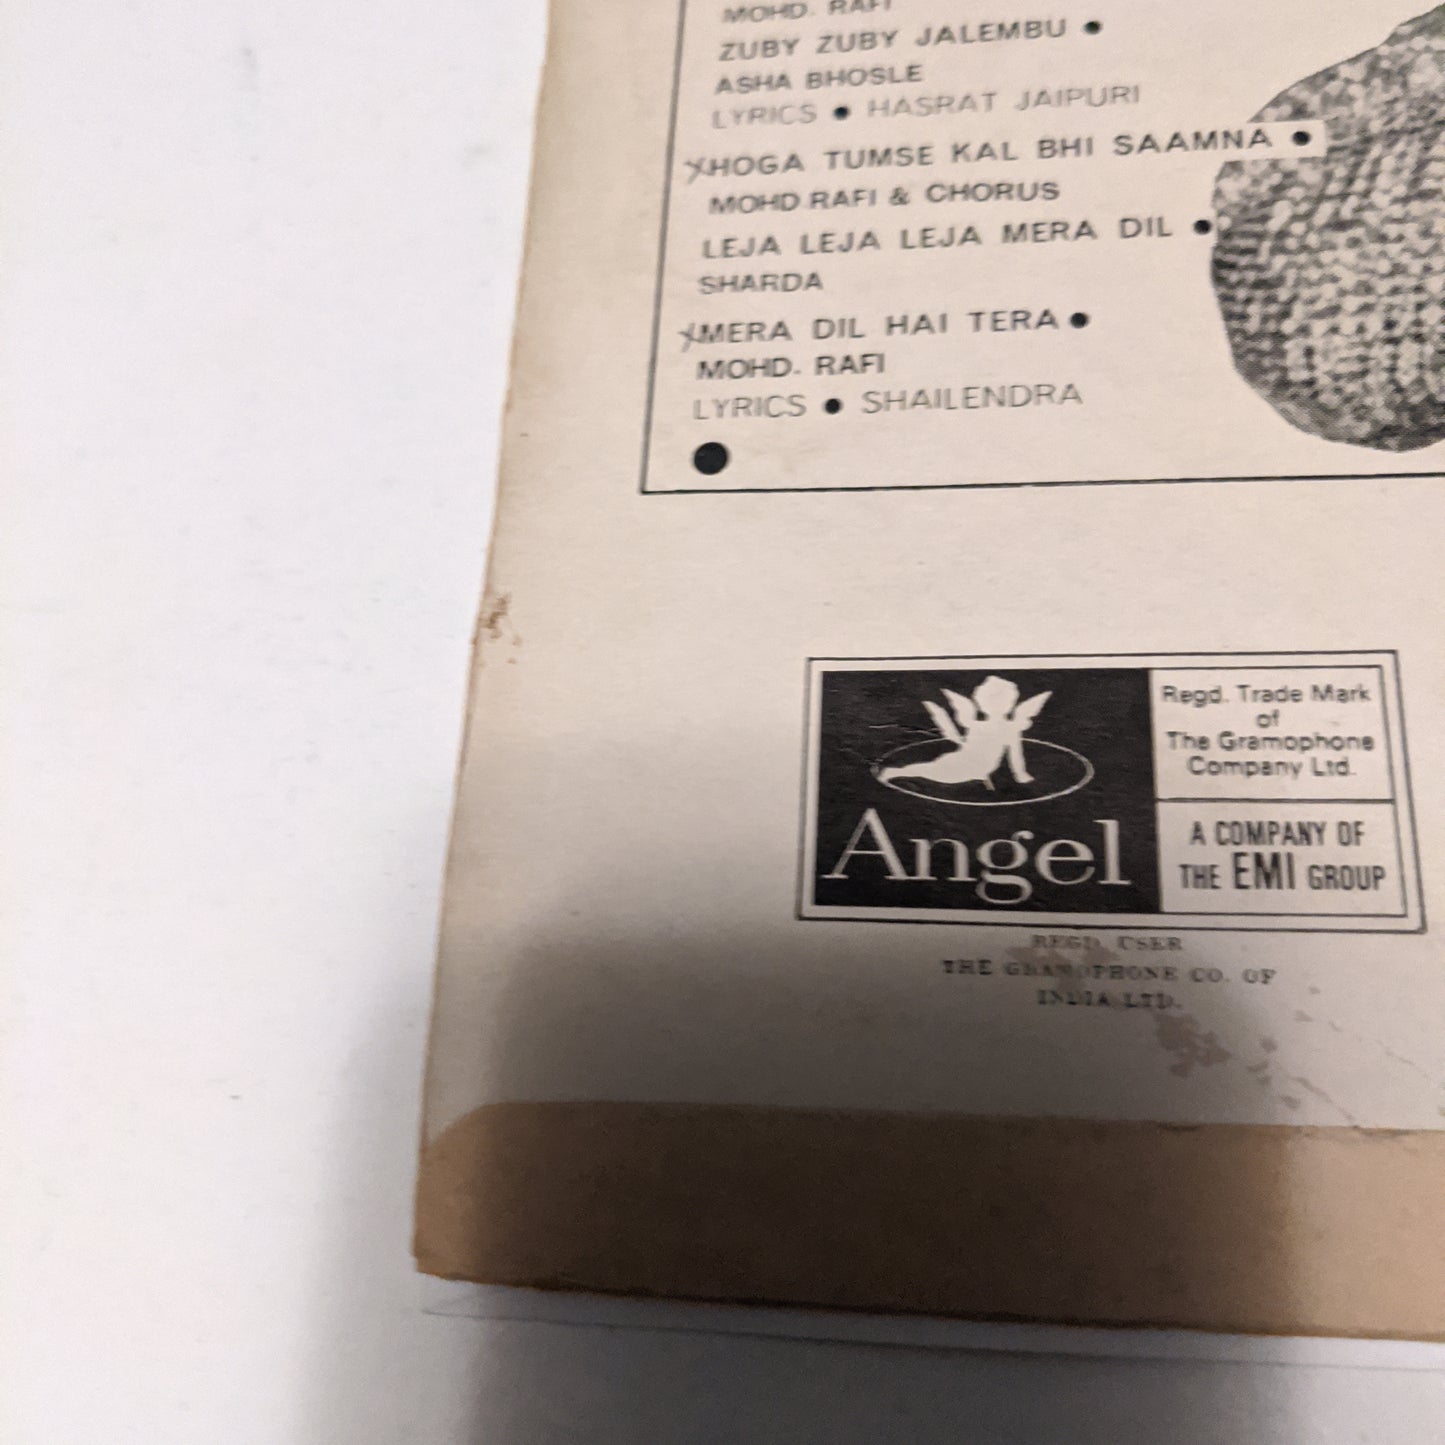 MOHD. RAFI
ZUBY ZUBY JALEMBU ●
ASHA BHOSLE
LYRICS ● HASRAT JAIPURI
HOGA TUMSE KAL BHI SAAMNA ●
MOHD.RAFI & CHORUS
LEJA LEJA LEJA MERA DIL ●
SHARDA
MERA DIL HAI TERA ●
MOHD. RAFI
LYRICS ● SHAILENDRA
Angel
Regd. Trade Mark
of
The Gramophone
Company Ltd.
A COMPANY OF
THE EMI GROUP
REGD. USER
THE GRAMOPHONE CO. OF
INDIA LTD.